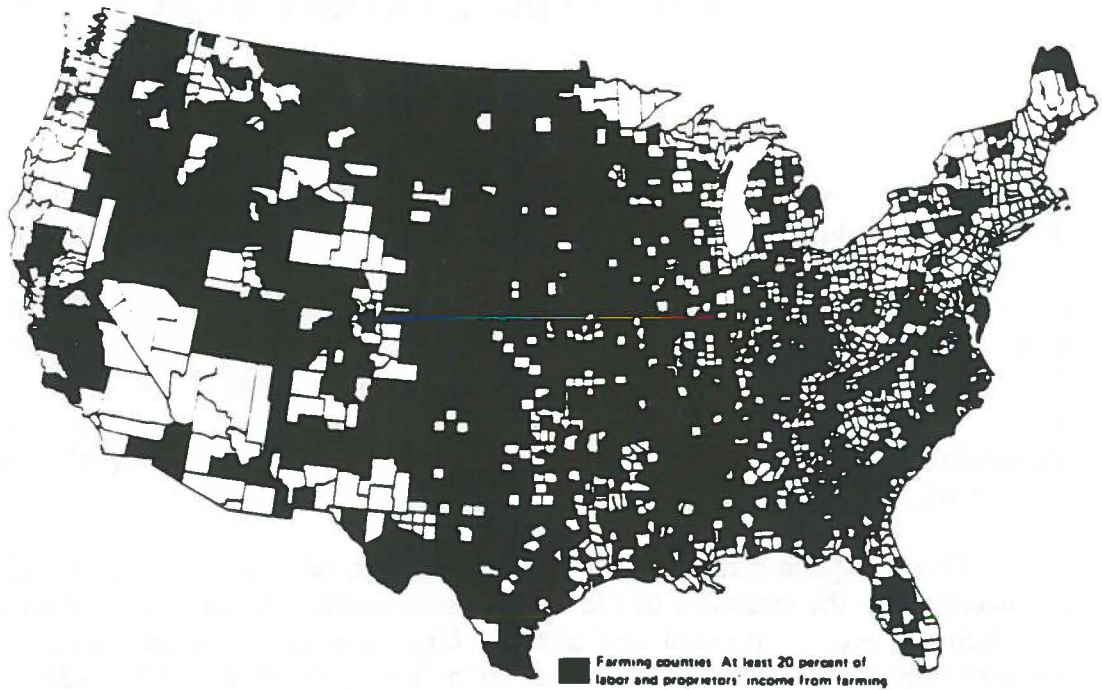 Farming counties At least 20 percent of
labor and proprietors' income from farming